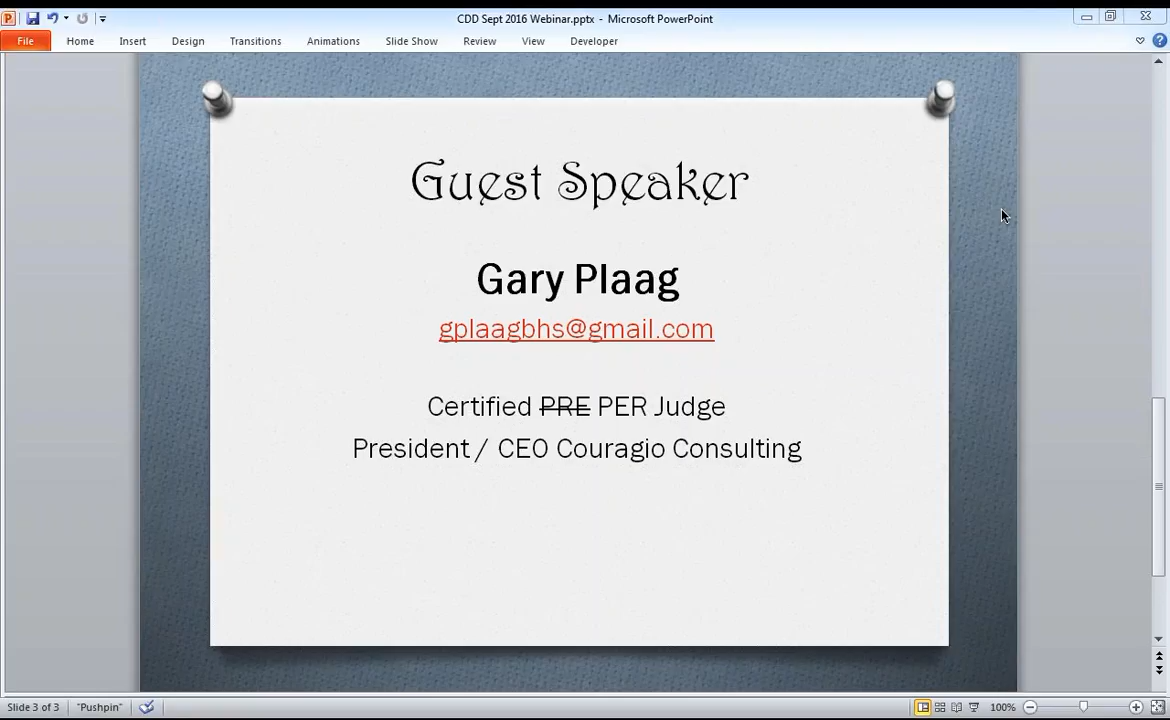 CDD Sept 2016 Webinar.pptx - Microsoft PowerPoint
File Home Insert Design Transitions Animations Slide Show Review View Developer
Guest Speaker
Gary Plaag
gplaagbhs@gmail.com
Certified PRE PER Judge
President / CEO Couragio Consulting
Slide 3 of 3 "Pushpin" 100%